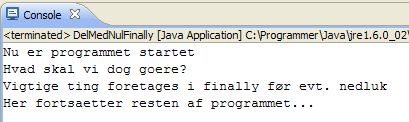 Console
<terminated> DelMedNulFinally [Java Application] C:\Programmer\Java\jre1.6.0_02\
Nu er programmet startet
Hvad skal vi dog goere?
Vigtige ting foretages i finally før evt. nedluk
Her fortsaetter resten af programmet...